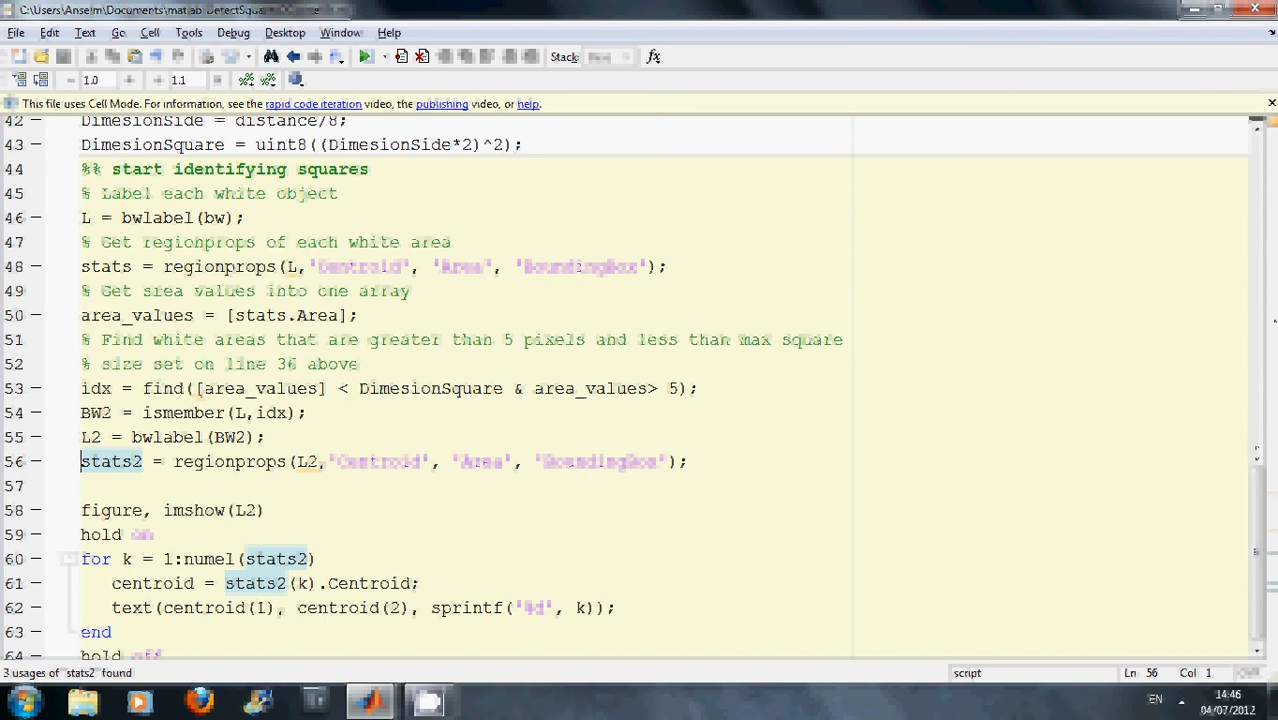 C:\Users\Anselm\Documents\matlab
File Edit Text Go Cell Tools Debug Desktop Window Help
Stack:
1.0 1.1
This file uses Cell Mode. For information, see the rapid code iteration video, the publishing video, or help.
42 DimesionSide = distance/8;
43 DimesionSquare = uint8((DimesionSide*2)^2);
44 %% start identifying squares
45 % Label each white object
46 L = bwlabel(bw);
47 % Get regionprops of each white area
48 stats = regionprops(L,'Centroid', 'Area', 'BoundingBox');
49 % Get srea values into one array
50 area_values = [stats.Area];
51 % Find white areas that are greater than 5 pixels and less than max square
52 % size set on line 36 above
53 idx = find([area_values] < DimesionSquare & area_values> 5);
54 BW2 = ismember(L,idx);
55 L2 = bwlabel(BW2);
56 stats2 = regionprops(L2,'Centroid', 'Area', 'BoundingBox');
57
58 figure, imshow(L2)
59 hold on
60 for k = 1:numel(stats2)
61 centroid = stats2(k).Centroid;
62 text(centroid(1), centroid(2), sprintf('%d', k));
63 end
64 hold off
3 usages of "stats2" found script Ln 56 Col 1 OVR
EN 14:46
04/07/2012